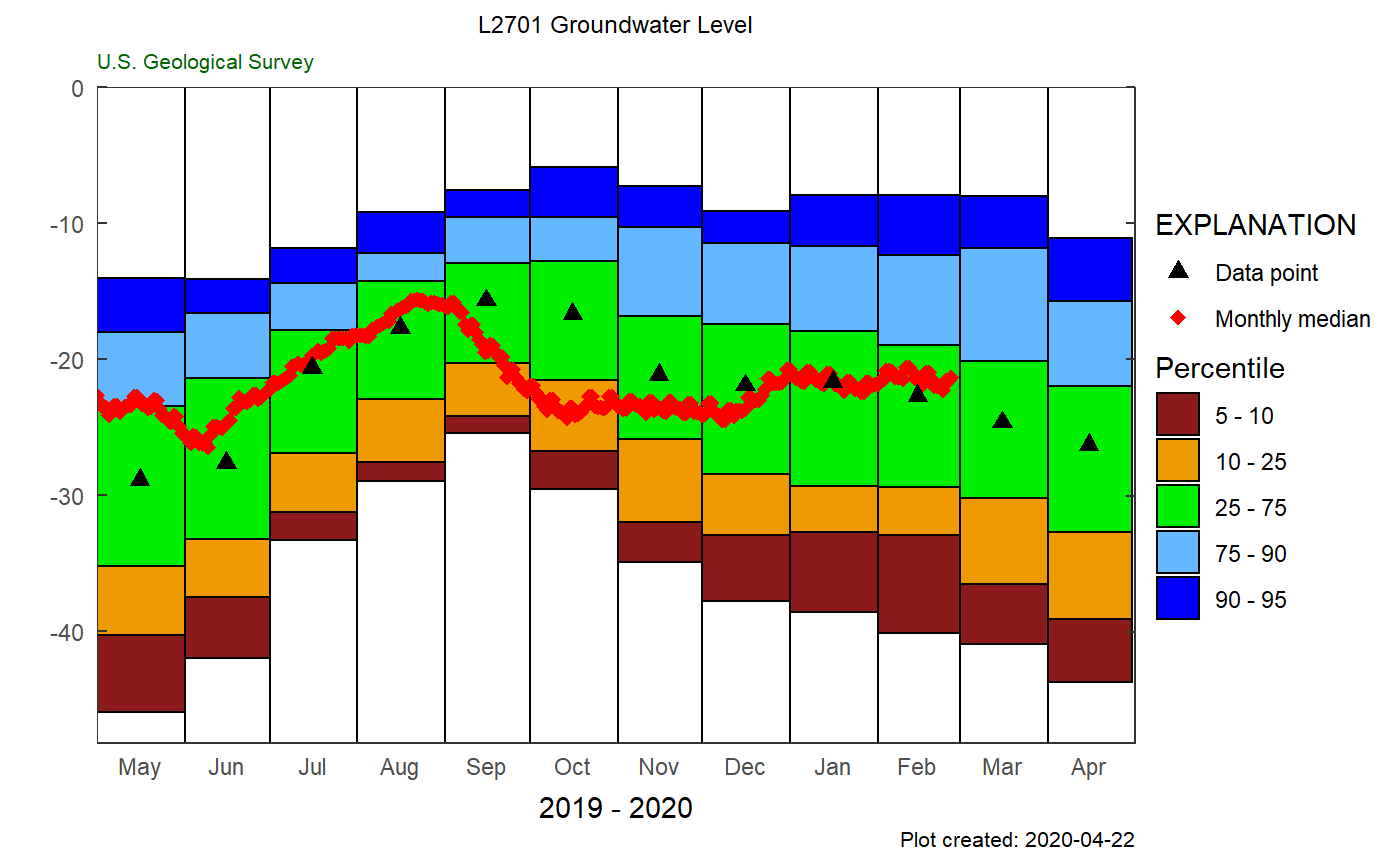 L2701 Groundwater Level
U.S. Geological Survey
0
-10
-20
-30
-40
May Jun Jul Aug Sep Oct Nov Dec Jan Feb Mar Apr
2019 - 2020
Plot created: 2020-04-22
EXPLANATION
Data point
Monthly median
Percentile
5 - 10
10 - 25
25 - 75
75 - 90
90 - 95